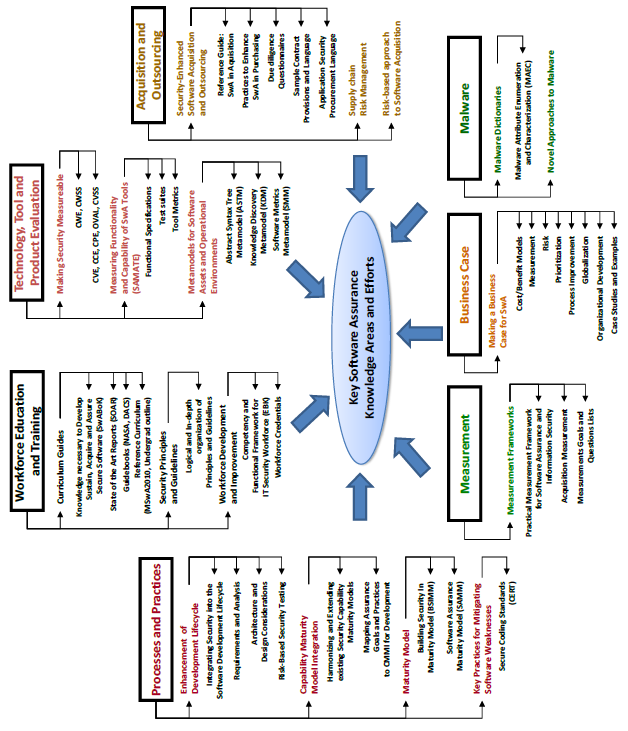 Acquisition and
Outsourcing
Security-Enhanced
Software Acquisition
and Outsourcing
Reference Guide:
SwA in Aquisition
Practices to Enhance
SwA in Purchasing
Due diligence
Questionnaires
Sample Contract
Provisions and Language
Application Security
Procurement Language
Supply chain
Risk Management
Risk-based approach
to Software Acquisition
Malware
Malware Dictionaries
Malware Attribute Enumeration
and Characterization (MAEC)
Novel Approaches to Malware
Technology, Tool and
Product Evaluation
Making Security Measureable
CWE, CWSS
CVE, CCE, CPE, OVAL, CVSS
Measuring Functionality
and Capability of SwA Tools
(SAMATE)
Functional Specifications
Test suites
Tool Metrics
Metamodels for Software
Assets and Operational
Environments
Abstract Syntax Tree
Metamodel (ASTM)
Knowledge Discovery
Metamodel (KDM)
Software Metrics
Metamodel (SMM)
Key Software Assurance
Knowledge Areas and Efforts
Business Case
Making a Business
Case for SwA
Cost/Benefit Models
Measurement
Risk
Prioritization
Process Improvement
Globalization
Organizational Development
Case Studies and Examples
Workforce Education
and Training
Curriculum Guides
Knowledge necessary to Develop
Sustain, Acquire and Assure
Secure Software (SwABoK)
State of the Art Reports (SOAR)
Guidebooks (NASA, DACS)
Reference Curriculum
(MSwA2010, Undergrad outline)
Security Principles
and Guidelines
Logical and In-depth
organization of
Principles and Guidelines
Workforce Development
and Improvement
Competency and
Functional Framework for
IT Security Workforce (EBK)
Workforce Credentials
Measurement
Measurement Frameworks
Practical Measurement Framework
for Software Assurance and
Information Security
Acquisition Measurement
Measurements Goals and
Questions Lists
Processes and Practices
Enhancement of
Development Lifecycle
Integrating Security into the
Software Development Lifecycle
Requirements and Analysis
Architecture and
Design Considerations
Risk-Based Security Testing
Capability Maturity
Model Integration
Harmonizing and Extending
existing Security Capability
Maturity Models
Mapping Assurance
Goals and Practices
to CMMI for Development
Maturity Model
Building Security In
Maturity Model (BSIMM)
Software Assurance
Maturity Model (SAMM)
Key Practices for Mitigating
Software Weaknesses
Secure Coding Standards
(CERT)